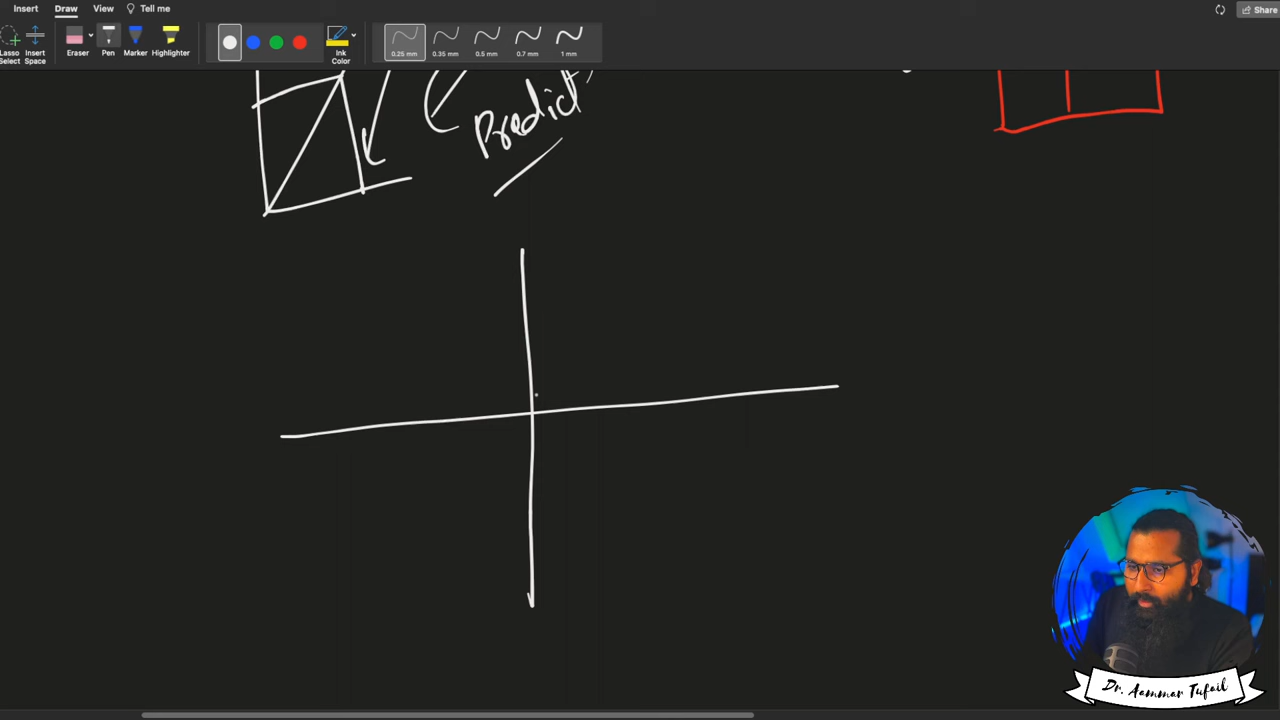 Insert Draw View Tell me
Share
Lasso Select
Insert Space
Eraser
Pen
Marker
Highlighter
Ink Color
0.25 mm
0.35 mm
0.5 mm
0.7 mm
1 mm
Predict
Dr. Aammar Tufail